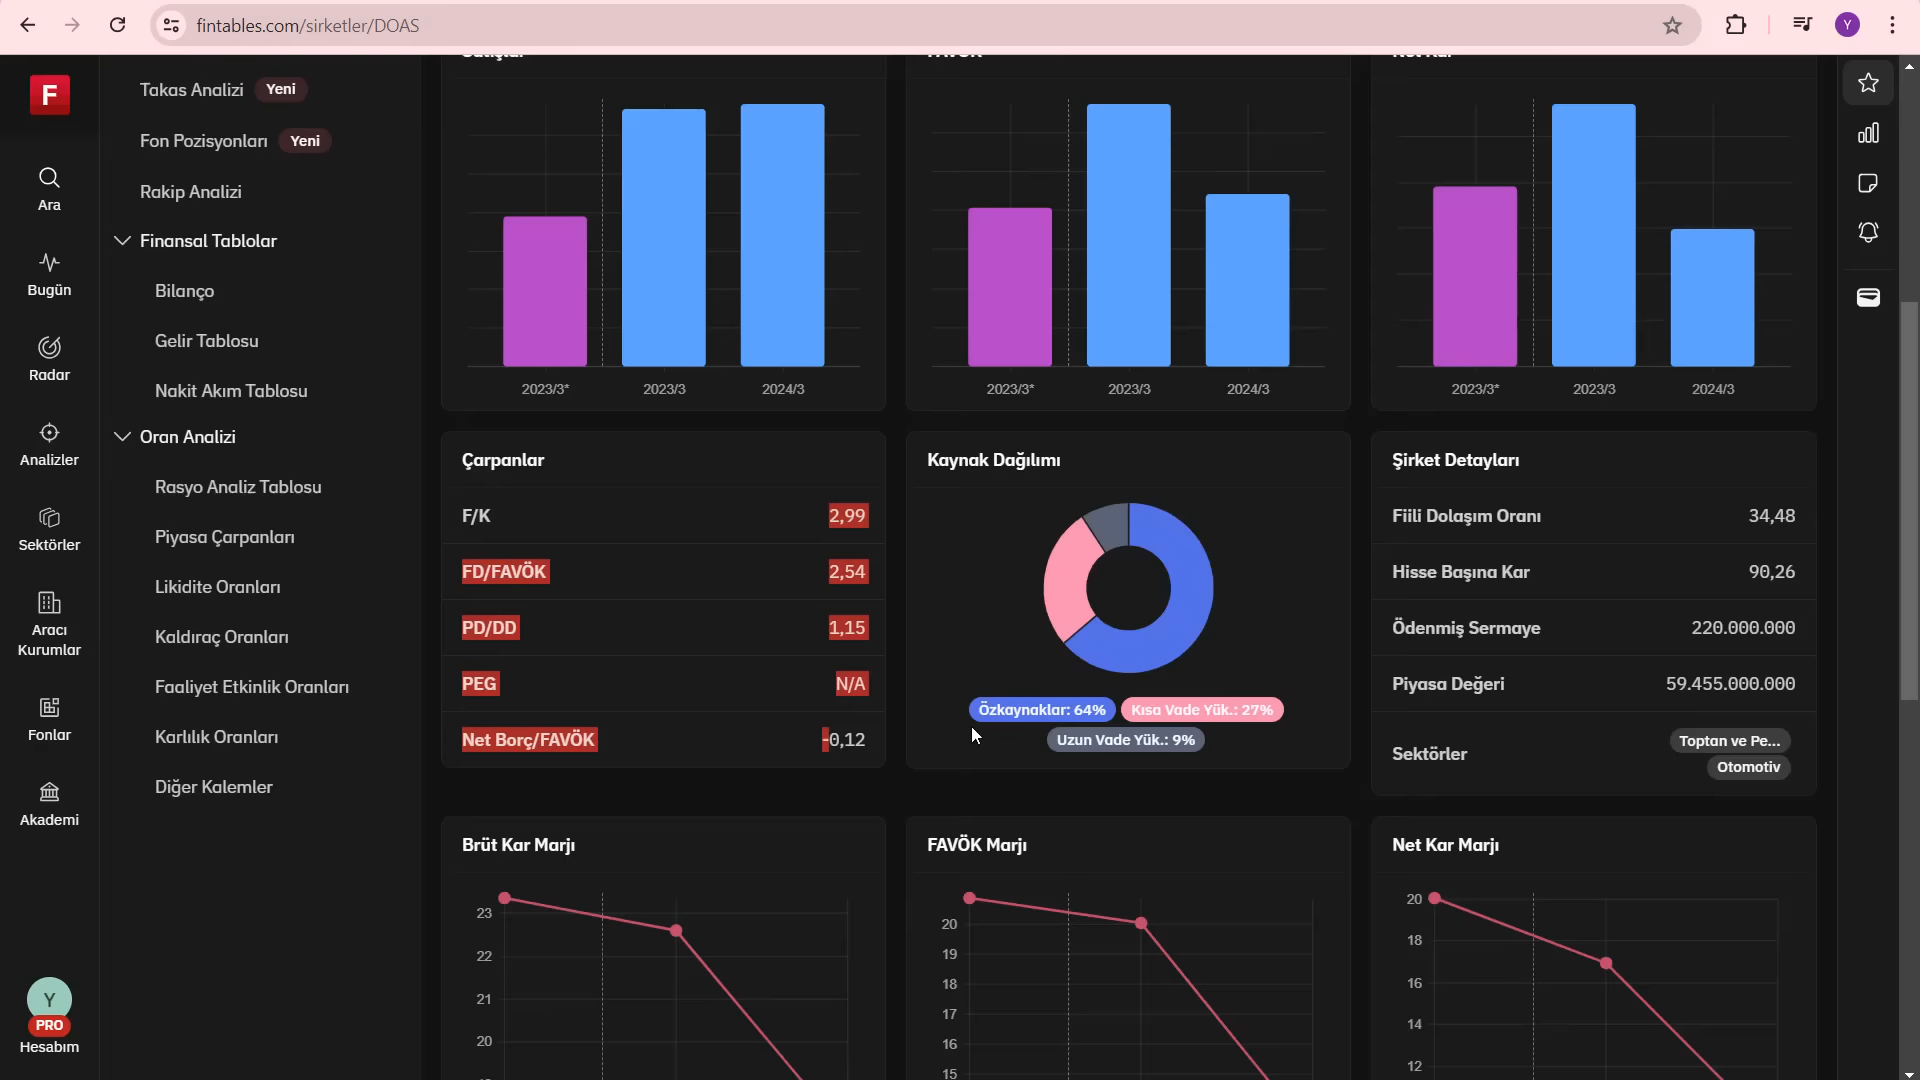 fintables.com/sirketler/DOAS
Y
F
Ara
Bugün
Radar
Analizler
Sektörler
Aracı
Kurumlar
Fonlar
Akademi
Y
PRO
Hesabım
Takas Analizi Yeni
Fon Pozisyonları Yeni
Rakip Analizi
Finansal Tablolar
Bilanço
Gelir Tablosu
Nakit Akım Tablosu
Oran Analizi
Rasyo Analiz Tablosu
Piyasa Çarpanları
Likidite Oranları
Kaldıraç Oranları
Faaliyet Etkinlik Oranları
Karlılık Oranları
Diğer Kalemler
Satışlar
2023/3* 2023/3 2024/3
FAVÖK
2023/3* 2023/3 2024/3
Net Kar
2023/3* 2023/3 2024/3
Çarpanlar
F/K 2,99
FD/FAVÖK 2,54
PD/DD 1,15
PEG N/A
Net Borç/FAVÖK -0,12
Kaynak Dağılımı
Özkaynaklar: 64% Kısa Vade Yük.: 27%
Uzun Vade Yük.: 9%
Şirket Detayları
Fiili Dolaşım Oranı 34,48
Hisse Başına Kar 90,26
Ödenmiş Sermaye 220.000.000
Piyasa Değeri 59.455.000.000
Sektörler Toptan ve Pe...
Otomotiv
Brüt Kar Marjı
23
22
21
20
FAVÖK Marjı
20
19
18
17
16
15
Net Kar Marjı
20
18
16
14
12